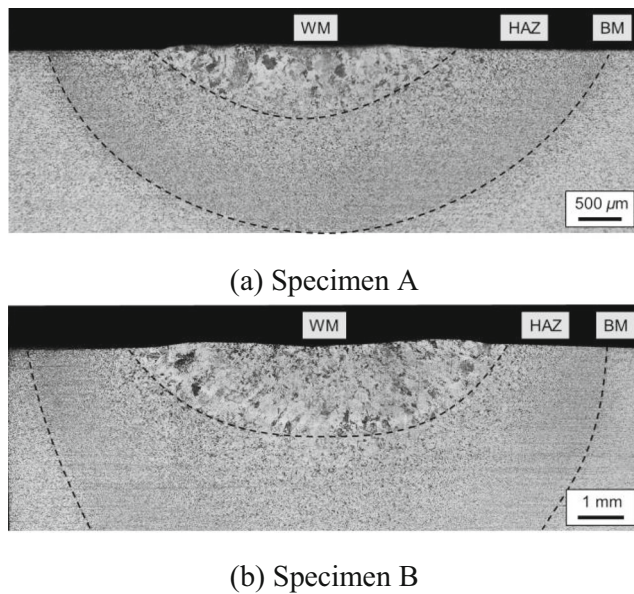 WM HAZ BM
500 μm
(a) Specimen A
WM HAZ BM
1 mm
(b) Specimen B